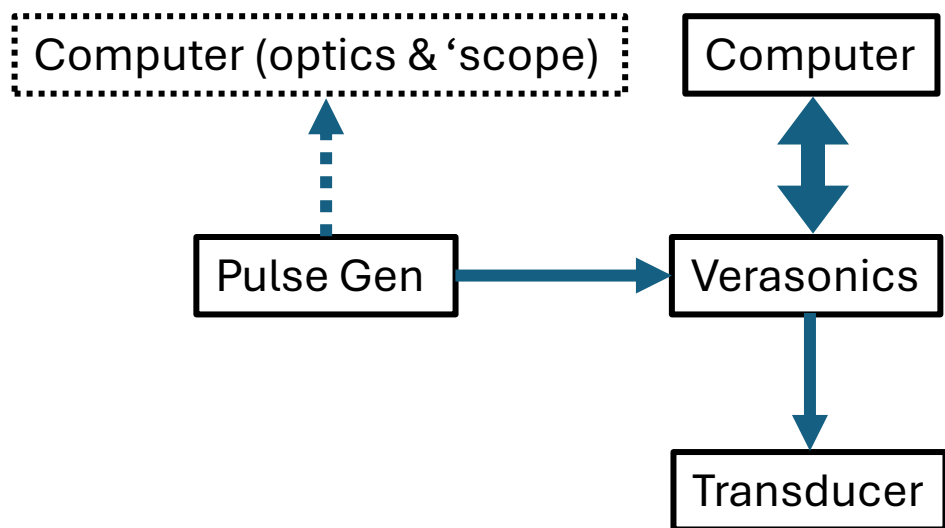 Computer (optics & ‘scope)
Computer
Pulse Gen
Verasonics
Transducer